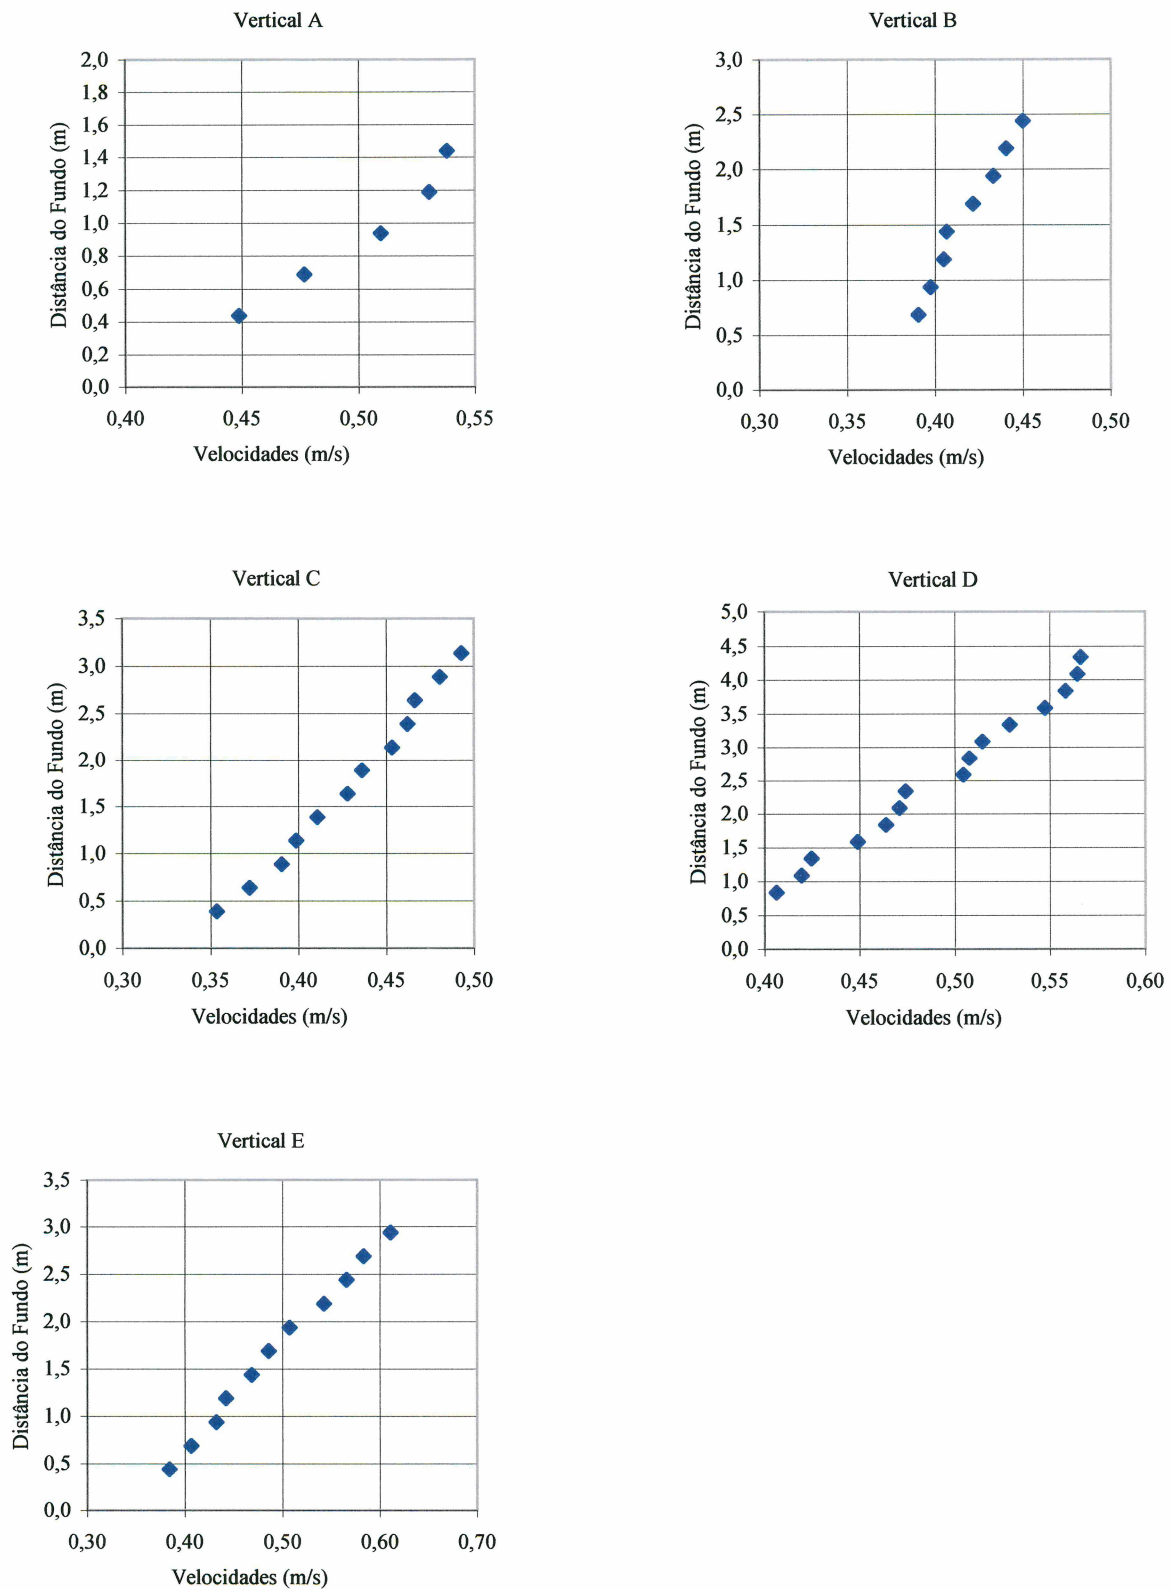 Vertical A
Distância do Fundo (m)
2,0
1,8
1,6
1,4
1,2
1,0
0,8
0,6
0,4
0,2
0,0
0,40 0,45 0,50 0,55
Velocidades (m/s)
Vertical B
Distância do Fundo (m)
3,0
2,5
2,0
1,5
1,0
0,5
0,0
0,30 0,35 0,40 0,45 0,50
Velocidades (m/s)
Vertical C
Distância do Fundo (m)
3,5
3,0
2,5
2,0
1,5
1,0
0,5
0,0
0,30 0,35 0,40 0,45 0,50
Velocidades (m/s)
Vertical D
Distância do Fundo (m)
5,0
4,5
4,0
3,5
3,0
2,5
2,0
1,5
1,0
0,5
0,0
0,40 0,45 0,50 0,55 0,60
Velocidades (m/s)
Vertical E
Distância do Fundo (m)
3,5
3,0
2,5
2,0
1,5
1,0
0,5
0,0
0,30 0,40 0,50 0,60 0,70
Velocidades (m/s)